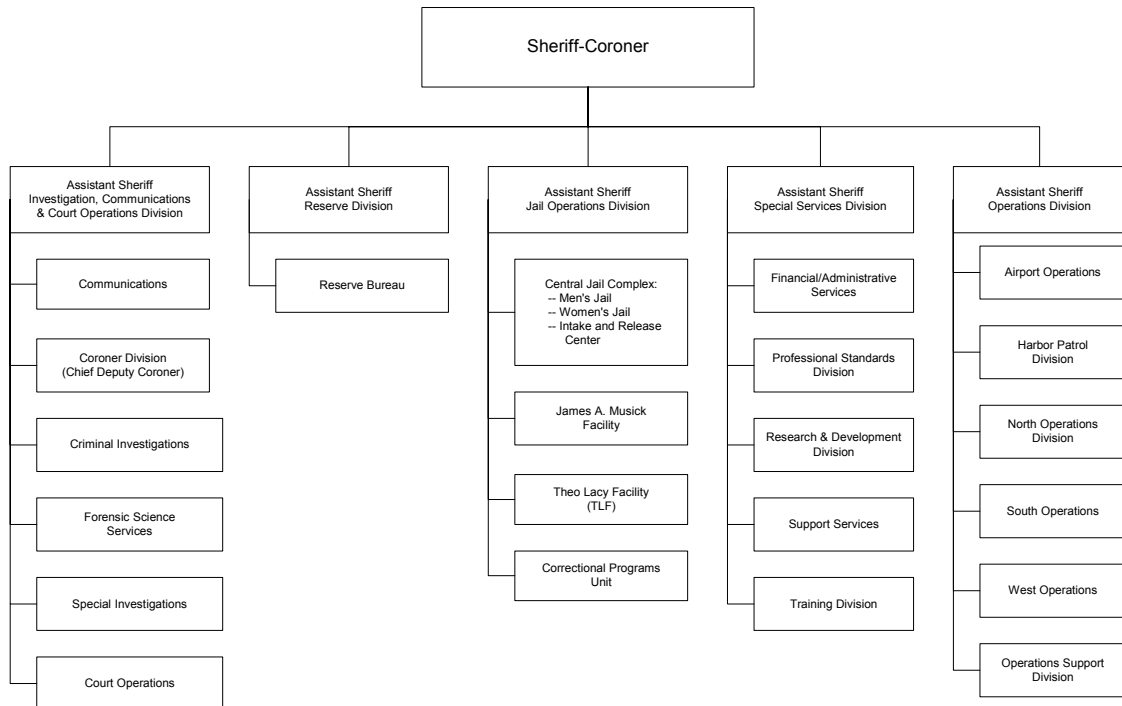 Sheriff-Coroner
Assistant Sheriff
Investigation, Communications
& Court Operations Division
Communications
Coroner Division
(Chief Deputy Coroner)
Criminal Investigations
Forensic Science
Services
Special Investigations
Court Operations
Assistant Sheriff
Reserve Division
Reserve Bureau
Assistant Sheriff
Jail Operations Division
Central Jail Complex:
-- Men's Jail
-- Women's Jail
-- Intake and Release
Center
James A. Musick
Facility
Theo Lacy Facility
(TLF)
Correctional Programs
Unit
Assistant Sheriff
Special Services Division
Financial/Administrative
Services
Professional Standards
Division
Research & Development
Division
Support Services
Training Division
Assistant Sheriff
Operations Division
Airport Operations
Harbor Patrol
Division
North Operations
Division
South Operations
West Operations
Operations Support
Division